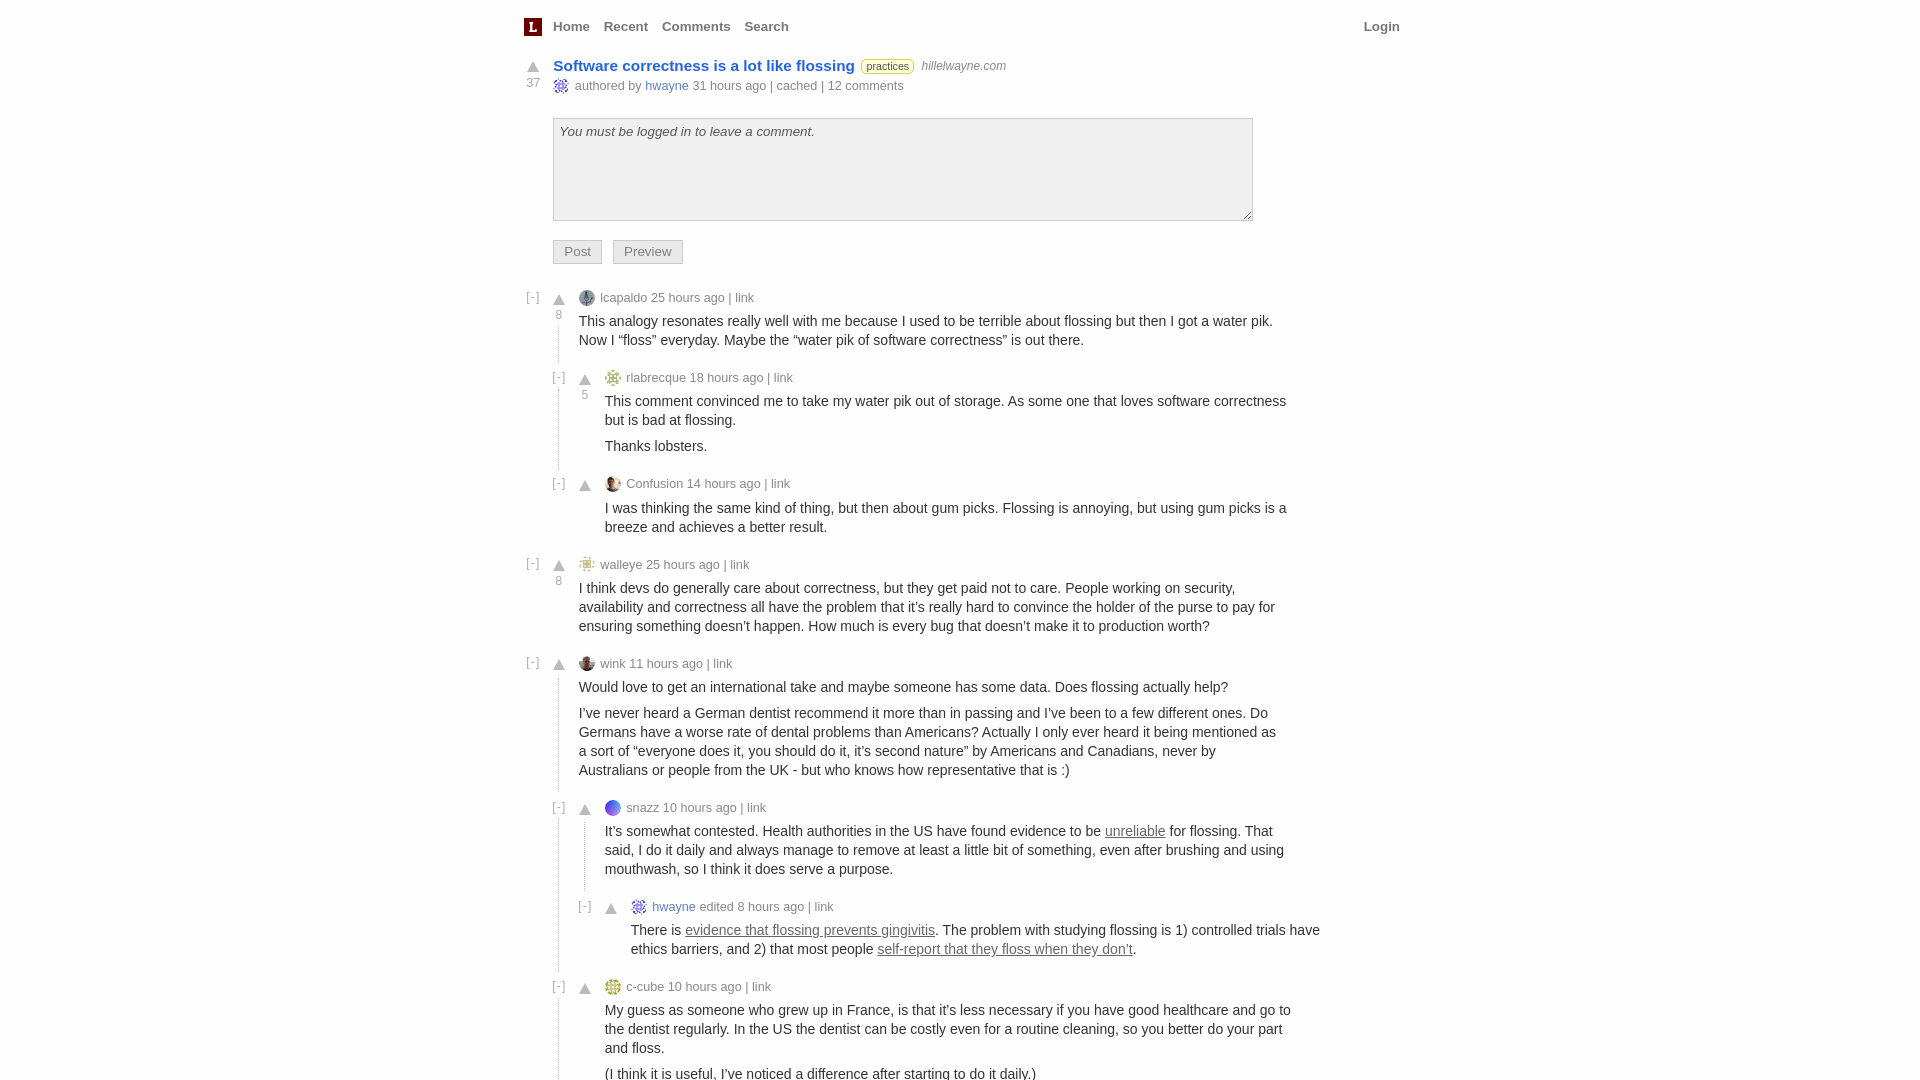 L Home Recent Comments Search Login
Software correctness is a lot like flossing practices hillelwayne.com
37
authored by hwayne 31 hours ago | cached | 12 comments
You must be logged in to leave a comment.
Post Preview
[-] lcapaldo 25 hours ago | link
8
This analogy resonates really well with me because I used to be terrible about flossing but then I got a water pik.
Now I “floss” everyday. Maybe the “water pik of software correctness” is out there.
[-] rlabrecque 18 hours ago | link
5
This comment convinced me to take my water pik out of storage. As some one that loves software correctness
but is bad at flossing.
Thanks lobsters.
[-] Confusion 14 hours ago | link
I was thinking the same kind of thing, but then about gum picks. Flossing is annoying, but using gum picks is a
breeze and achieves a better result.
[-] walleye 25 hours ago | link
8
I think devs do generally care about correctness, but they get paid not to care. People working on security,
availability and correctness all have the problem that it’s really hard to convince the holder of the purse to pay for
ensuring something doesn’t happen. How much is every bug that doesn’t make it to production worth?
[-] wink 11 hours ago | link
Would love to get an international take and maybe someone has some data. Does flossing actually help?
I’ve never heard a German dentist recommend it more than in passing and I’ve been to a few different ones. Do
Germans have a worse rate of dental problems than Americans? Actually I only ever heard it being mentioned as
a sort of “everyone does it, you should do it, it’s second nature” by Americans and Canadians, never by
Australians or people from the UK - but who knows how representative that is :)
[-] snazz 10 hours ago | link
It’s somewhat contested. Health authorities in the US have found evidence to be unreliable for flossing. That
said, I do it daily and always manage to remove at least a little bit of something, even after brushing and using
mouthwash, so I think it does serve a purpose.
[-] hwayne edited 8 hours ago | link
There is evidence that flossing prevents gingivitis. The problem with studying flossing is 1) controlled trials have
ethics barriers, and 2) that most people self-report that they floss when they don’t.
[-] c-cube 10 hours ago | link
My guess as someone who grew up in France, is that it’s less necessary if you have good healthcare and go to
the dentist regularly. In the US the dentist can be costly even for a routine cleaning, so you better do your part
and floss.
(I think it is useful, I’ve noticed a difference after starting to do it daily.)